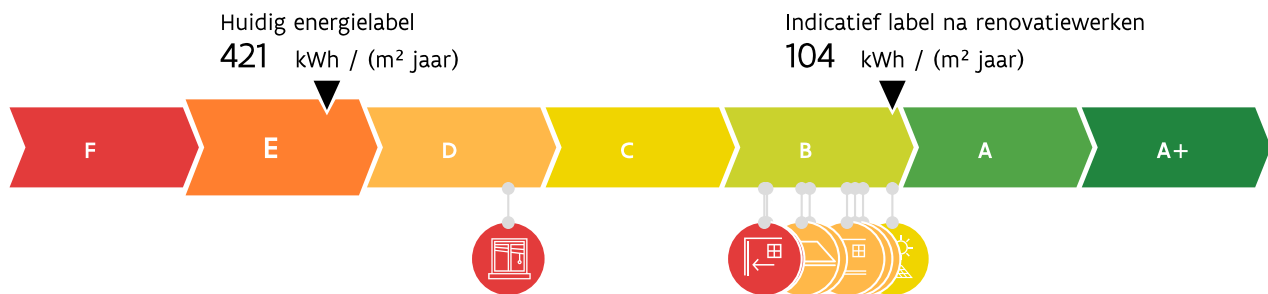 Huidig energielabel
421 kWh / (m² jaar)
Indicatief label na renovatiewerken
104 kWh / (m² jaar)
F E D C B A A+